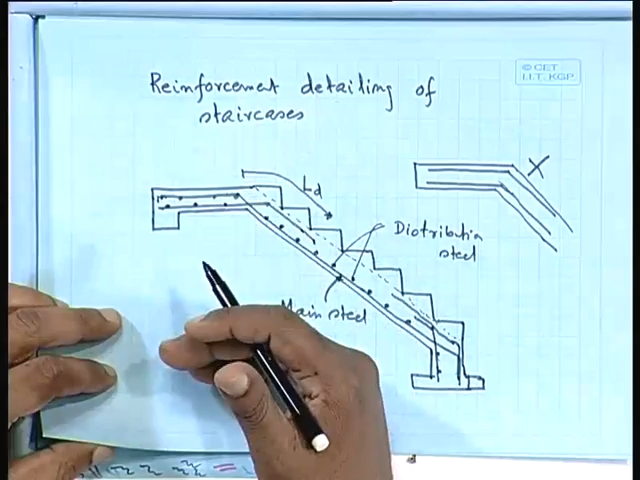 Reinforcement detailing of
staircases
© CET
I.I.T. KGP
X
Ld
Distribution
steel
Main steel